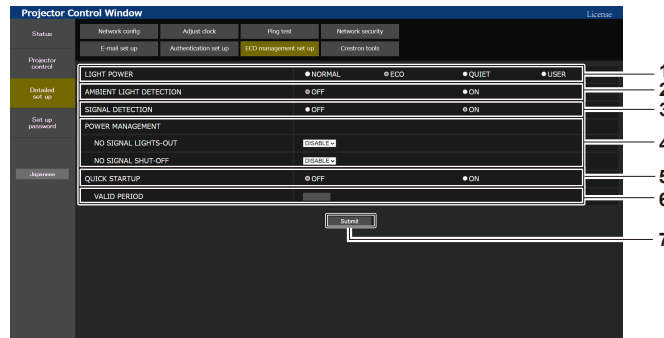 Projector Control Window License
Status Network config Adjust clock Ping test Network security
E-mail set up Authentication set up ECO management set up Crestron tools
Projector control
LIGHT POWER NORMAL ECO QUIET USER 1
Detailed set up
AMBIENT LIGHT DETECTION OFF ON 2
SIGNAL DETECTION OFF ON 3
Set up password
POWER MANAGEMENT
NO SIGNAL LIGHTS-OUT DISABLE 4
NO SIGNAL SHUT-OFF DISABLE
Japanese
QUICK STARTUP OFF ON 5
VALID PERIOD 6
Submit 7